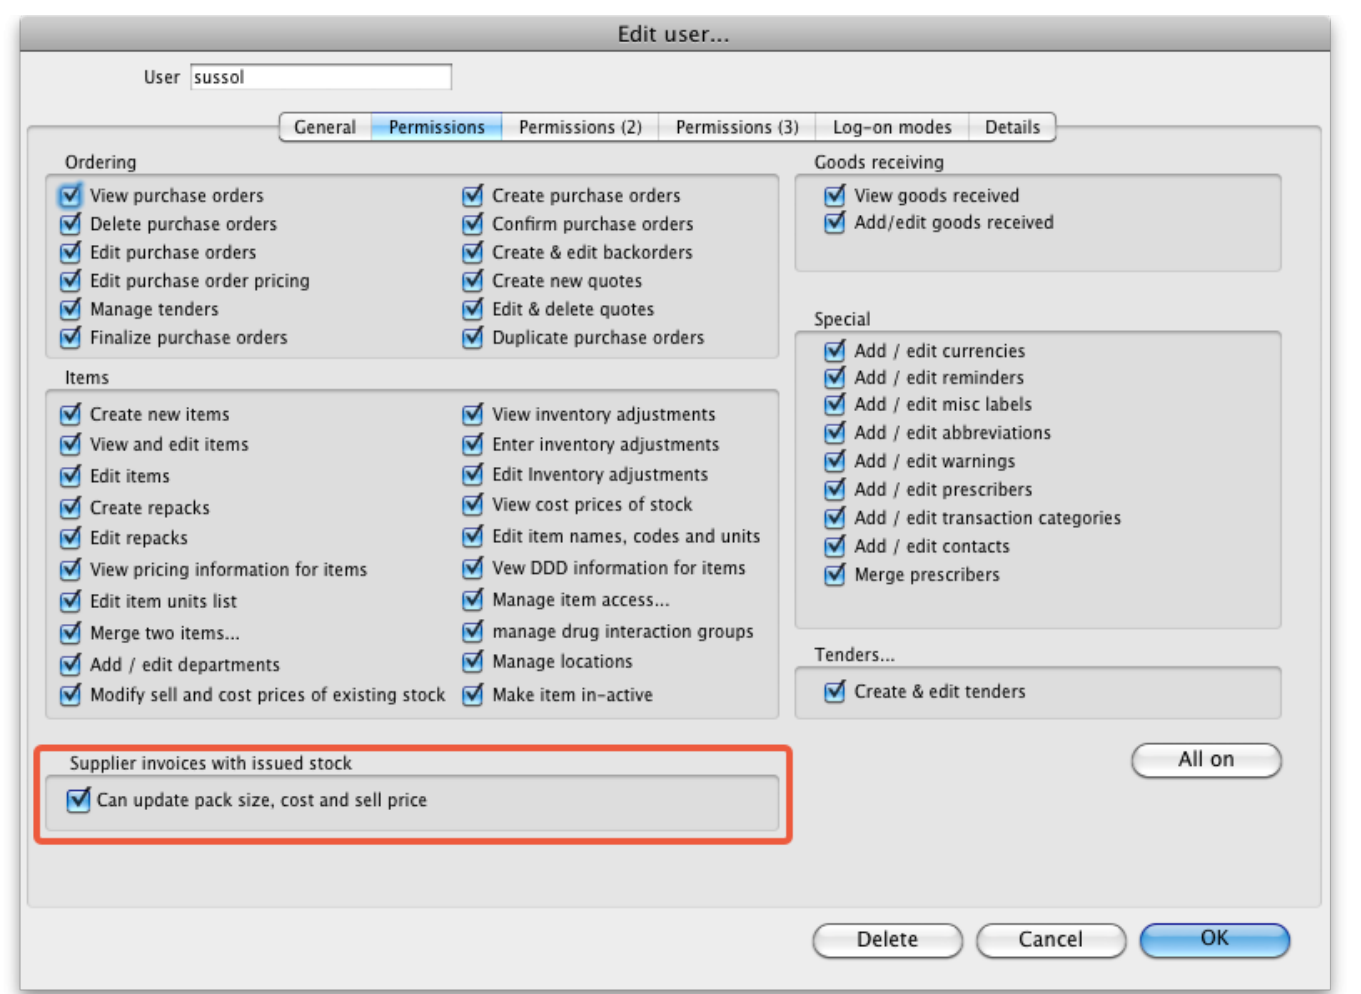 Edit user...
User sussol
General Permissions Permissions (2) Permissions (3) Log-on modes Details
Ordering
View purchase orders
Delete purchase orders
Edit purchase orders
Edit purchase order pricing
Manage tenders
Finalize purchase orders
Create purchase orders
Confirm purchase orders
Create & edit backorders
Create new quotes
Edit & delete quotes
Duplicate purchase orders
Items
Create new items
View and edit items
Edit items
Create repacks
Edit repacks
View pricing information for items
Edit item units list
Merge two items...
Add / edit departments
Modify sell and cost prices of existing stock
View inventory adjustments
Enter inventory adjustments
Edit Inventory adjustments
View cost prices of stock
Edit item names, codes and units
Vew DDD information for items
Manage item access...
manage drug interaction groups
Manage locations
Make item in-active
Supplier invoices with issued stock
Can update pack size, cost and sell price
Goods receiving
View goods received
Add/edit goods received
Special
Add / edit currencies
Add / edit reminders
Add / edit misc labels
Add / edit abbreviations
Add / edit warnings
Add / edit prescribers
Add / edit transaction categories
Add / edit contacts
Merge prescribers
Tenders...
Create & edit tenders
All on
Delete Cancel OK